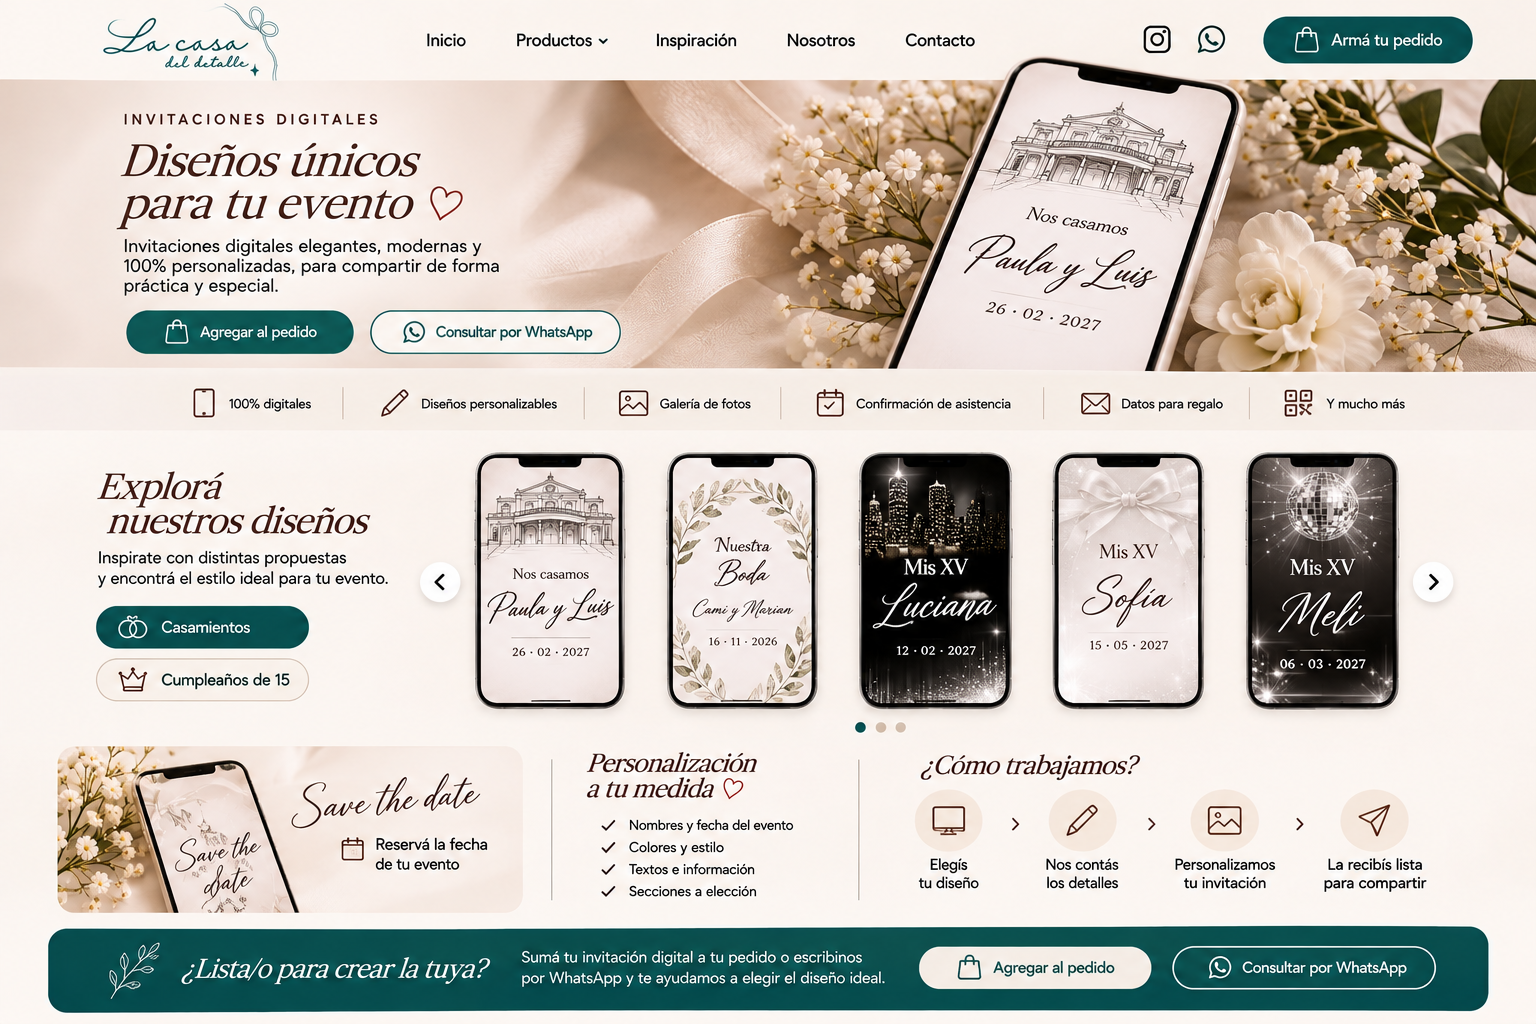 La casa
del detalle
Inicio
Productos
Inspiración
Nosotros
Contacto
Armá tu pedido
INVITACIONES DIGITALES
Diseños únicos
para tu evento
Invitaciones digitales elegantes, modernas y
100% personalizadas, para compartir de forma
práctica y especial.
Agregar al pedido
Consultar por WhatsApp
Nos casamos
Paula y Luis
26 · 02 · 2027
100% digitales
Diseños personalizables
Galería de fotos
Confirmación de asistencia
Datos para regalo
Y mucho más
Explorá
nuestros diseños
Inspirate con distintas propuestas
y encontrá el estilo ideal para tu evento.
Casamientos
Cumpleaños de 15
Nos casamos
Paula y Luis
26 · 02 · 2027
Nuestra
Boda
Cami y Marian
16 · 11 · 2026
Mis XV
Luciana
12 · 02 · 2027
Mis XV
Sofía
15 · 05 · 2027
Mis XV
Meli
06 · 03 · 2027
Save the
date
Save the date
Reservá la fecha
de tu evento
Personalización
a tu medida
Nombres y fecha del evento
Colores y estilo
Textos e información
Secciones a elección
¿Cómo trabajamos?
Elegís
tu diseño
Nos contás
los detalles
Personalizamos
tu invitación
La recibís lista
para compartir
¿Lista/o para crear la tuya?
Sumá tu invitación digital a tu pedido o escribinos
por WhatsApp y te ayudamos a elegir el diseño ideal.
Agregar al pedido
Consultar por WhatsApp